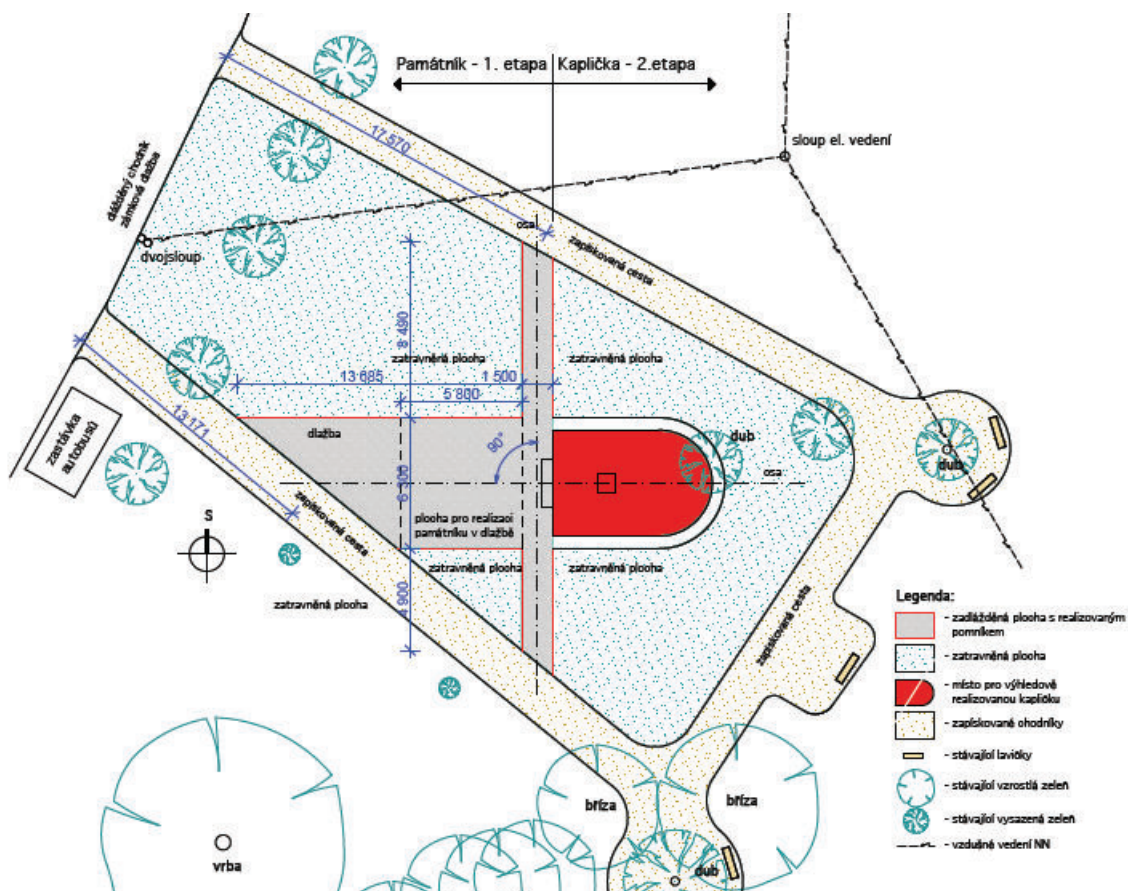 Památník - 1. etapa
Kaplička - 2.etapa
sloup el. vedení
17 570
dlážděný chodník
zámková dlažba
osa
zapískovaná cesta
dvojsloup
8 490
zatravněná plocha
zatravněná plocha
13 685
1 500
5 800
13 171
zastávka
autobusů
dlažba
90°
dub
osa
dub
6 300
plocha pro realizaci
památníku v dlažbě
zapískovaná cesta
S
zatravněná plocha
zatravněná plocha
zatravněná plocha
4 900
zapískovaná cesta
Legenda:
- zadlážděná plocha s realizovaným
pomníkem
- zatravněná plocha
- místo pro výhledově
realizovanou kapličku
- zapískované chodníky
- stávající lavičky
- stávající vzrostlá zeleň
- stávající vysazená zeleň
- vzdušné vedení NN
bříza
bříza
vrba
dub